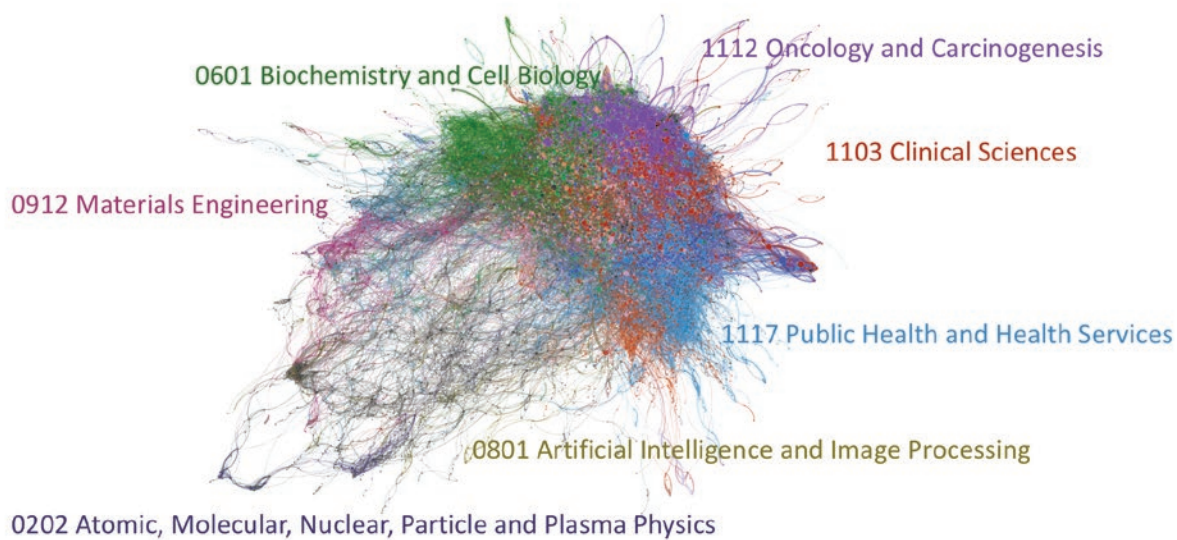 1112 Oncology and Carcinogenesis
0601 Biochemistry and Cell Biology
1103 Clinical Sciences
0912 Materials Engineering
1117 Public Health and Health Services
0801 Artificial Intelligence and Image Processing
0202 Atomic, Molecular, Nuclear, Particle and Plasma Physics